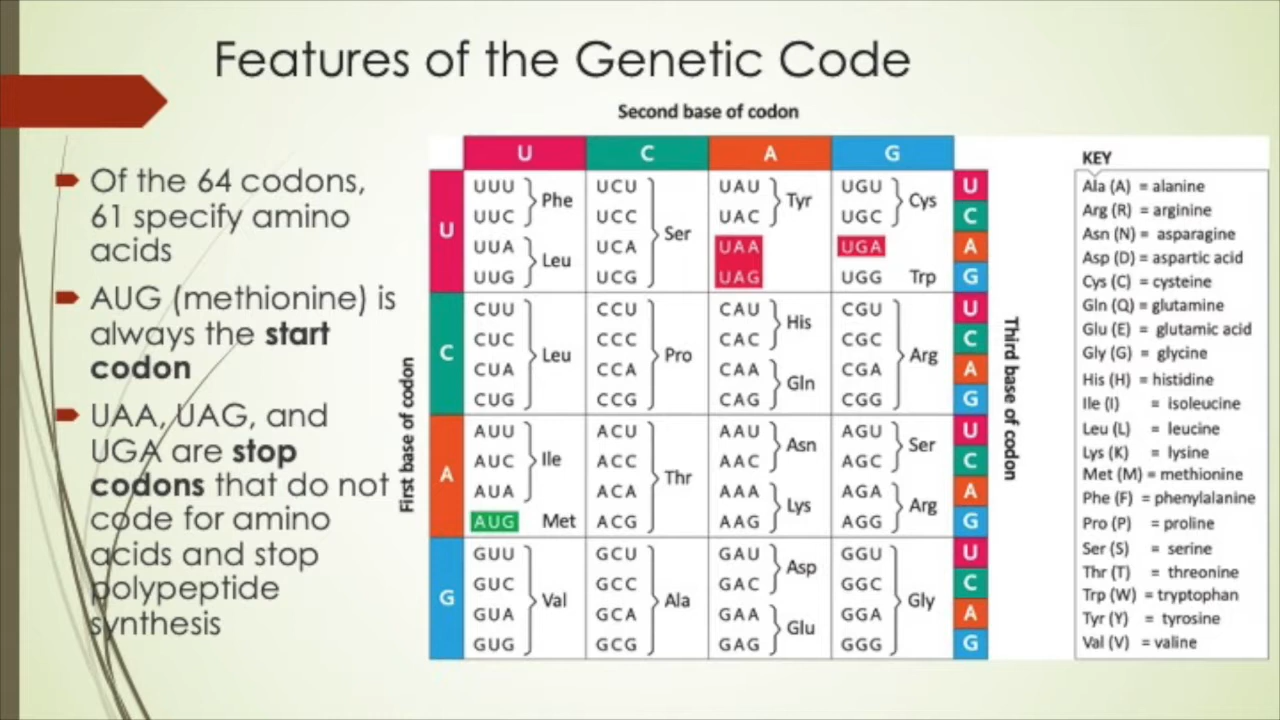 Features of the Genetic Code
Of the 64 codons,
61 specify amino
acids
AUG (methionine) is
always the start
codon
UAA, UAG, and
UGA are stop
codons that do not
code for amino
acids and stop
polypeptide
synthesis
Second base of codon
First base of codon
Third base of codon
U C A G
U
UUU UCU UAU UGU U
Phe Tyr Cys
UUC UCC UAC UGC C
Ser
UUA UCA UAA UGA A
Leu
UUG UCG UAG UGG Trp G
C
CUU CCU CAU CGU U
His
CUC CCC CAC CGC C
Leu Pro Arg
CUA CCA CAA CGA A
Gln
CUG CCG CAG CGG G
A
AUU ACU AAU AGU U
Asn Ser
AUC ACC AAC AGC C
Ile Thr
AUA ACA AAA AGA A
Lys Arg
AUG Met ACG AAG AGG G
G
GUU GCU GAU GGU U
Asp
GUC GCC GAC GGC C
Val Ala Gly
GUA GCA GAA GGA A
Glu
GUG GCG GAG GGG G
KEY
Ala (A) = alanine
Arg (R) = arginine
Asn (N) = asparagine
Asp (D) = aspartic acid
Cys (C) = cysteine
Gln (Q) = glutamine
Glu (E) = glutamic acid
Gly (G) = glycine
His (H) = histidine
Ile (I) = isoleucine
Leu (L) = leucine
Lys (K) = lysine
Met (M) = methionine
Phe (F) = phenylalanine
Pro (P) = proline
Ser (S) = serine
Thr (T) = threonine
Trp (W) = tryptophan
Tyr (Y) = tyrosine
Val (V) = valine